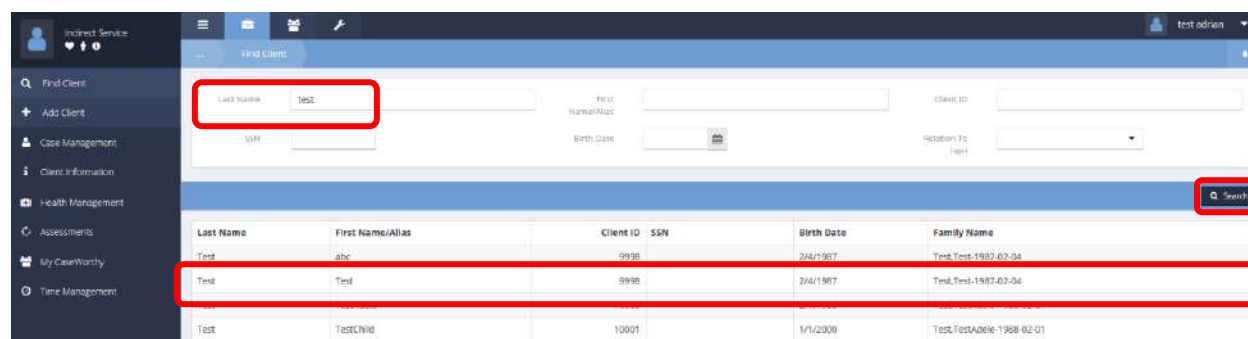 Indirect Service
test adrian
Find Client
Find Client
Add Client
Case Management
Client Information
Health Management
Assessments
My CaseWorthy
Time Management
Last Name test
First Name/Alias
Client ID
SSN
Birth Date
Relation To HoH
Search
Last Name First Name/Alias Client ID SSN Birth Date Family Name
Test abc 9998 2/4/1987 Test,Test-1987-02-04
Test Test 9998 2/4/1987 Test,Test-1987-02-04
Test TestChild 10001 1/1/2000 Test,TestAdele-1988-02-01